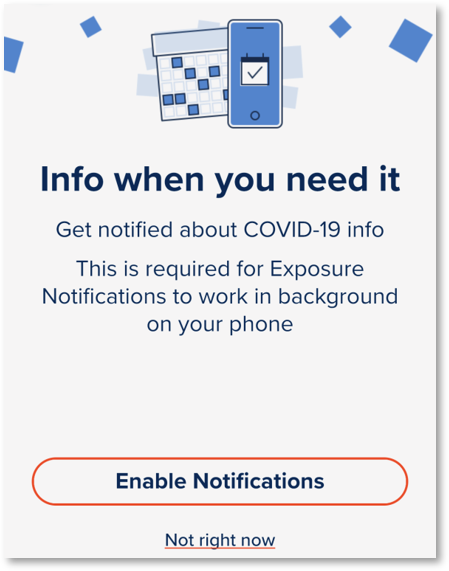 Info when you need it
Get notified about COVID-19 info
This is required for Exposure
Notifications to work in background
on your phone
Enable Notifications
Not right now